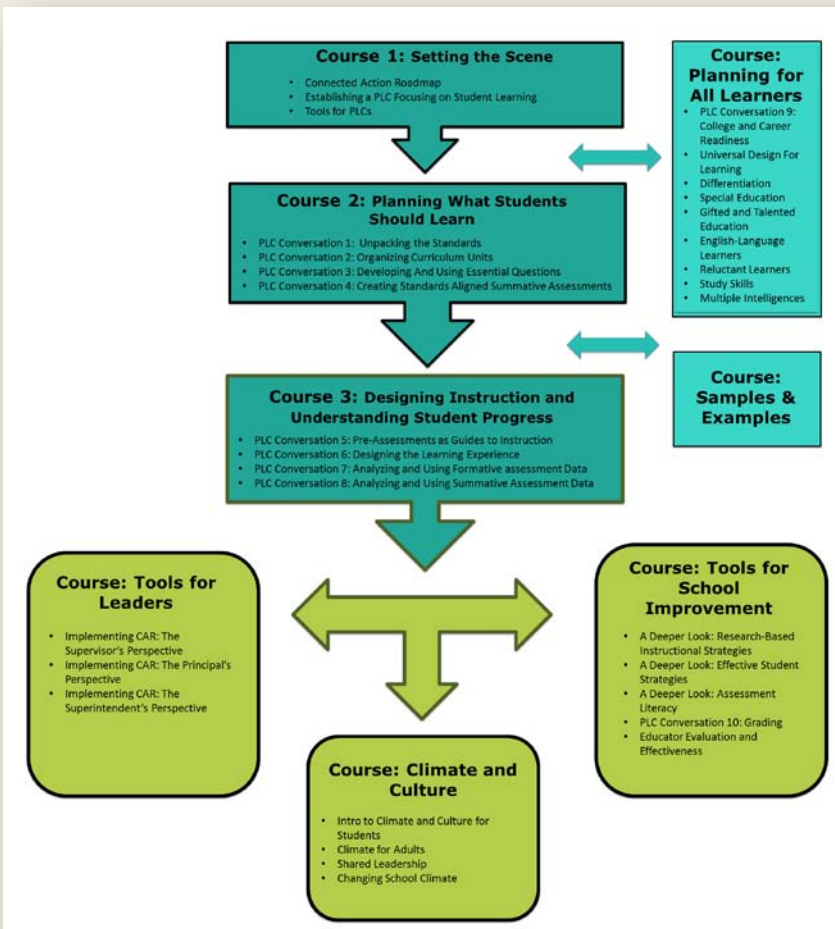 Course 1: Setting the Scene
• Connected Action Roadmap
• Establishing a PLC Focusing on Student Learning
• Tools for PLCs
Course:
Planning for
All Learners
• PLC Conversation 9:
College and Career
Readiness
• Universal Design For
Learning
• Differentiation
• Special Education
• Gifted and Talented
Education
• English-Language
Learners
• Reluctant Learners
• Study Skills
• Multiple Intelligences
Course 2: Planning What Students
Should Learn
• PLC Conversation 1: Unpacking the Standards
• PLC Conversation 2: Organizing Curriculum Units
• PLC Conversation 3: Developing And Using Essential Questions
• PLC Conversation 4: Creating Standards Aligned Summative Assessments
Course:
Samples &
Examples
Course 3: Designing Instruction and
Understanding Student Progress
• PLC Conversation 5: Pre-Assessments as Guides to Instruction
• PLC Conversation 6: Designing the Learning Experience
• PLC Conversation 7: Analyzing and Using Formative assessment Data
• PLC Conversation 8: Analyzing and Using Summative Assessment Data
Course: Tools for
Leaders
• Implementing CAR: The
Supervisor's Perspective
• Implementing CAR: The Principal's
Perspective
• Implementing CAR: The
Superintendent's Perspective
Course: Tools for
School
Improvement
• A Deeper Look: Research-Based
Instructional Strategies
• A Deeper Look: Effective Student
Strategies
• A Deeper Look: Assessment
Literacy
• PLC Conversation 10: Grading
• Educator Evaluation and
Effectiveness
Course: Climate and
Culture
• Intro to Climate and Culture for
Students
• Climate for Adults
• Shared Leadership
• Changing School Climate